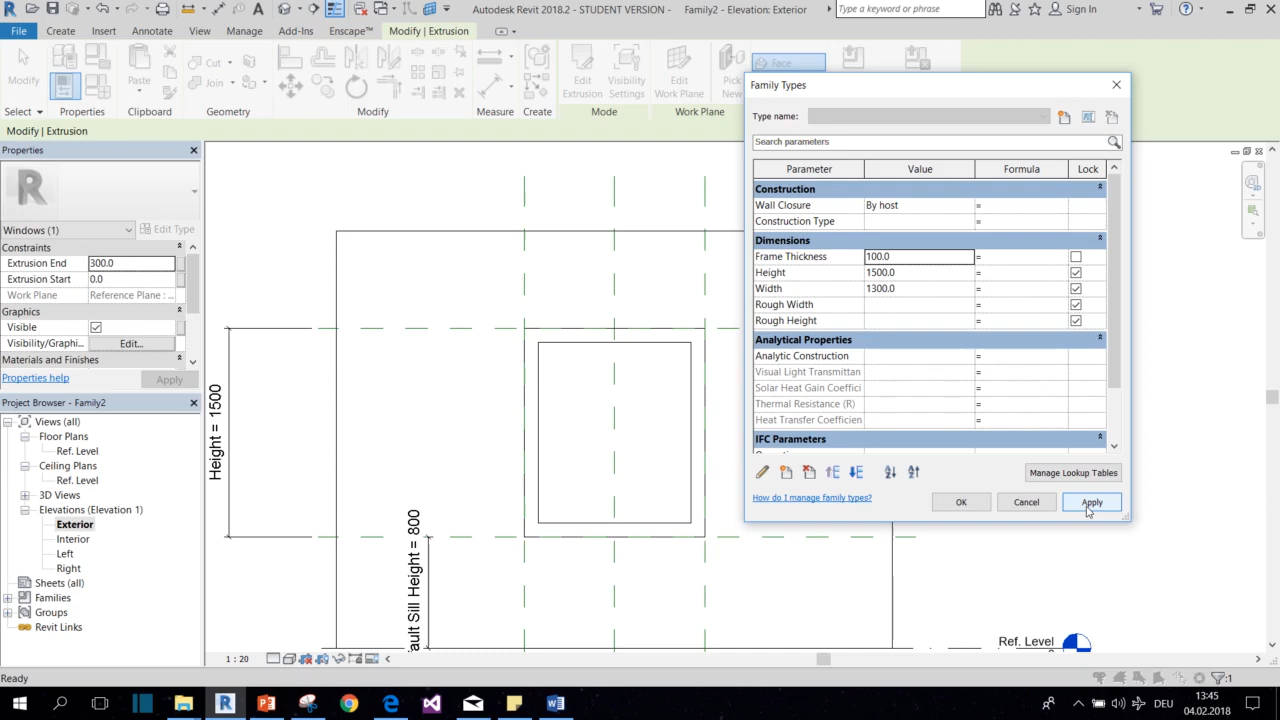 Autodesk Revit 2018.2 - STUDENT VERSION - Family2 - Elevation: Exterior
Type a keyword or phrase
Sign In
File Create Insert Annotate View Manage Add-Ins Enscape™ Modify | Extrusion
Modify
Paste
Cut
Join
Edit Extrusion
Visibility Settings
Edit Work Plane
Pick New
Face
Select Properties Clipboard Geometry Modify Measure Create Mode Work Plane
Modify | Extrusion
Properties
Windows (1)
Edit Type
Constraints
Extrusion End 300.0
Extrusion Start 0.0
Work Plane Reference Plane : ...
Graphics
Visible
Visibility/Graphi... Edit...
Materials and Finishes
Properties help
Apply
Project Browser - Family2
Views (all)
Floor Plans
Ref. Level
Ceiling Plans
Ref. Level
3D Views
Elevations (Elevation 1)
Exterior
Interior
Left
Right
Sheets (all)
Families
Groups
Revit Links
Height = 1500
ault Sill Height = 800
Ref. Level
Family Types
Type name:
Search parameters
Parameter Value Formula Lock
Construction
Wall Closure By host =
Construction Type =
Dimensions
Frame Thickness 100.0 =
Height 1500.0 =
Width 1300.0 =
Rough Width =
Rough Height =
Analytical Properties
Analytic Construction =
Visual Light Transmittan =
Solar Heat Gain Coeffici =
Thermal Resistance (R) =
Heat Transfer Coefficien =
IFC Parameters
Manage Lookup Tables
How do I manage family types?
OK Cancel Apply
1 : 20
Ready
:1
DEU
13:45
04.02.2018